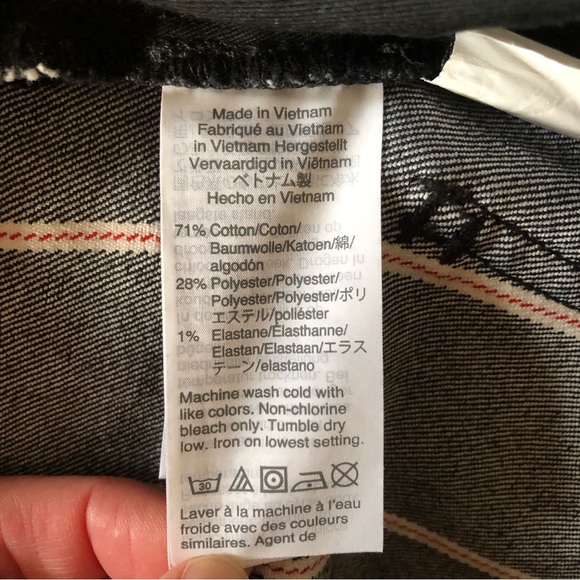 Made in Vietnam
Fabriqué au Vietnam
in Vietnam Hergestellt
Vervaardigd in Viëtnam
ベトナム製
Hecho en Vietnam
71% Cotton/Coton/
Baumwolle/Katoen/綿/
algodón
28% Polyester/Polyester/
Polyester/Polyester/ポリ
エステル/poliéster
1% Elastane/Élasthanne/
Elastan/Elastaan/エラス
テーン/elastano
Machine wash cold with
like colors. Non-chlorine
bleach only. Tumble dry
low. Iron on lowest setting.
30
Laver à la machine à l'eau
froide avec des couleurs
similaires. Agent de